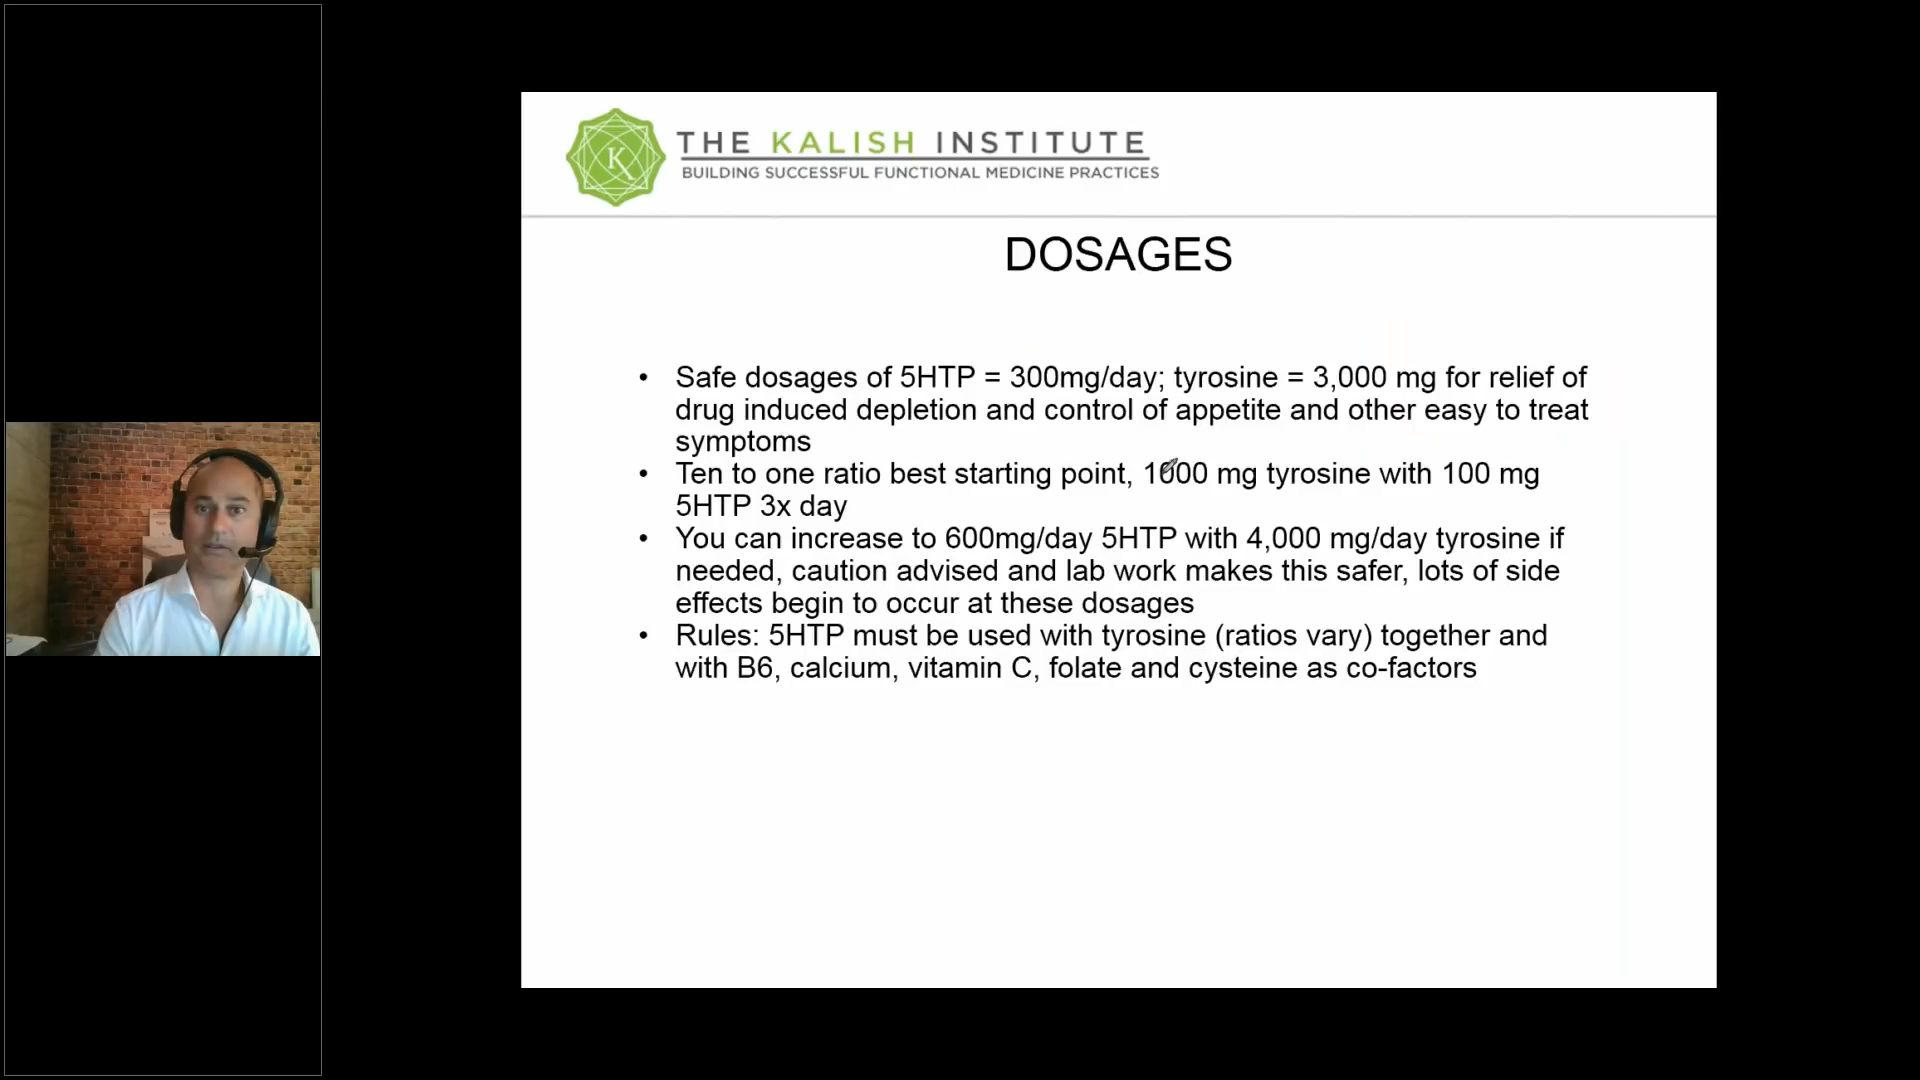 K
THE KALISH INSTITUTE
BUILDING SUCCESSFUL FUNCTIONAL MEDICINE PRACTICES
DOSAGES
• Safe dosages of 5HTP = 300mg/day; tyrosine = 3,000 mg for relief of
drug induced depletion and control of appetite and other easy to treat
symptoms
• Ten to one ratio best starting point, 1000 mg tyrosine with 100 mg
5HTP 3x day
• You can increase to 600mg/day 5HTP with 4,000 mg/day tyrosine if
needed, caution advised and lab work makes this safer, lots of side
effects begin to occur at these dosages
• Rules: 5HTP must be used with tyrosine (ratios vary) together and
with B6, calcium, vitamin C, folate and cysteine as co-factors